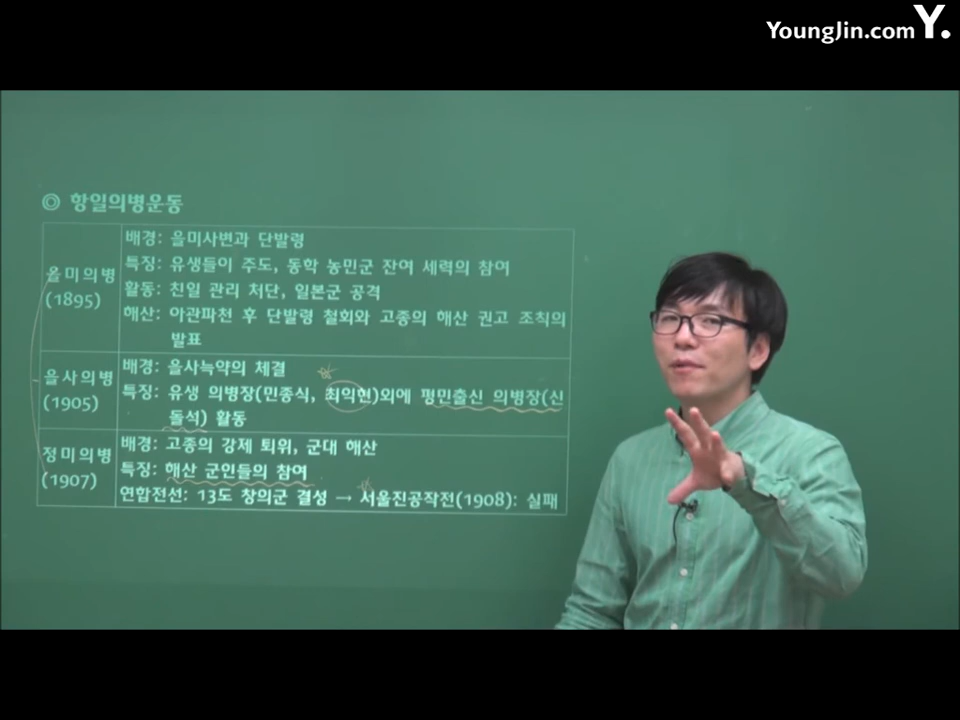 YoungJin.com Y.
◎ 항일의병운동
을미의병
(1895)
배경: 을미사변과 단발령
특징: 유생들이 주도, 동학 농민군 잔여 세력의 참여
활동: 친일 관리 처단, 일본군 공격
해산: 아관파천 후 단발령 철회와 고종의 해산 권고 조칙의
발표
을사의병
(1905)
배경: 을사늑약의 체결
특징: 유생 의병장(민종식, 최익현)외에 평민출신 의병장(신
돌석) 활동
정미의병
(1907)
배경: 고종의 강제 퇴위, 군대 해산
특징: 해산 군인들의 참여
연합전선: 13도 창의군 결성 → 서울진공작전(1908): 실패